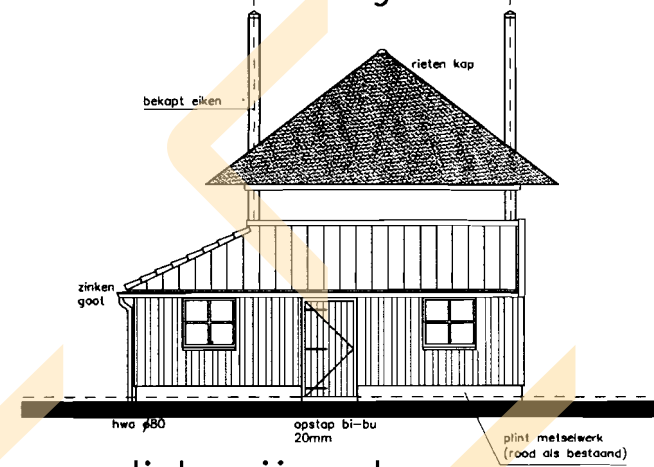 rieten kap
bekapt eiken
zinken
goot
hwa ø80
opstap bi-bu
20mm
plint metselwerk
(rood als bestaand)